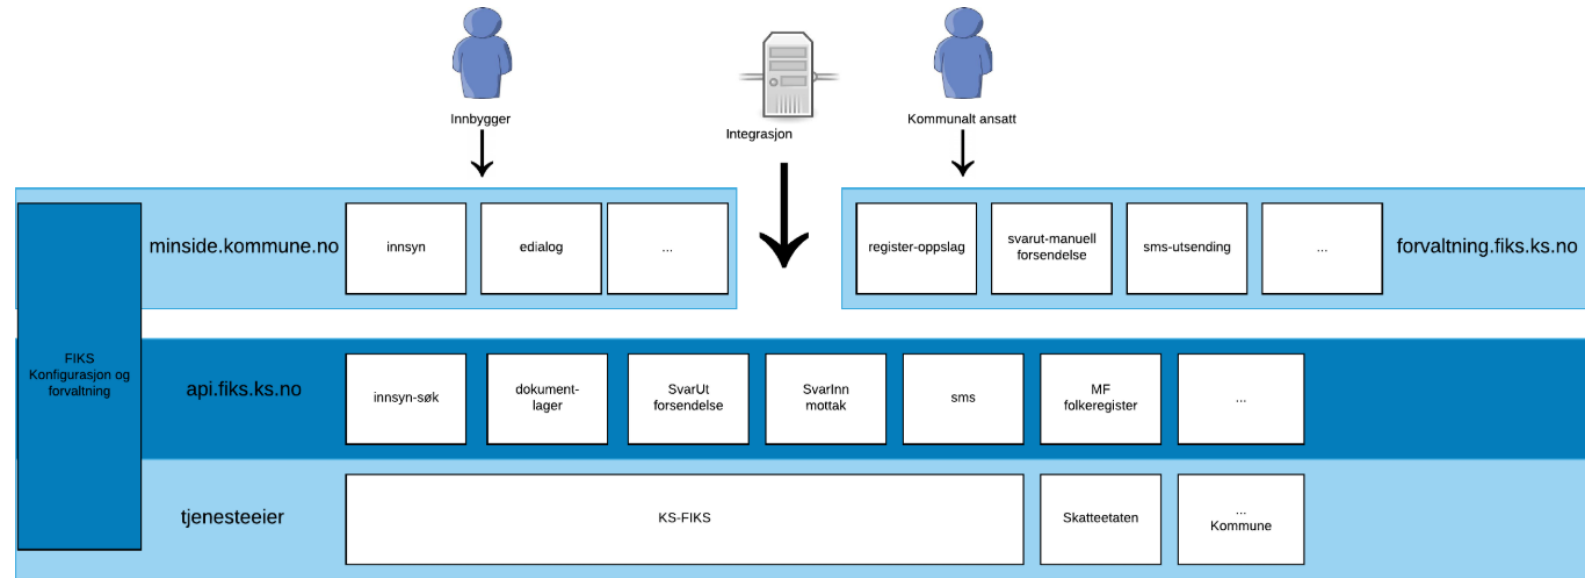 Innbygger
Integrasjon
Kommunalt ansatt
minside.kommune.no
innsyn
edialog
...
register-oppslag
svarut-manuell
forsendelse
sms-utsending
...
forvaltning.fiks.ks.no
FIKS
Konfigurasjon og
forvaltning
api.fiks.ks.no
innsyn-søk
dokument-
lager
SvarUt
forsendelse
SvarInn
mottak
sms
MF
folkeregister
...
tjenesteeier
KS-FIKS
Skatteetaten
...
Kommune